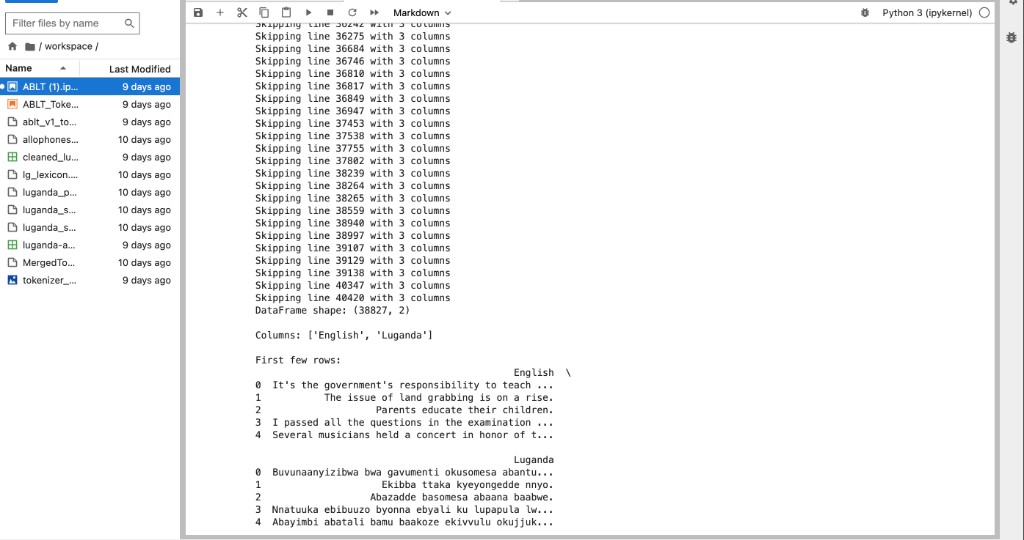 Filter files by name
/ workspace /
Name Last Modified
ABLT (1).ip... 9 days ago
ABLT_Toke... 9 days ago
ablt_v1_to... 9 days ago
allophones... 10 days ago
cleaned_lu... 9 days ago
lg_lexicon.... 10 days ago
luganda_p... 10 days ago
luganda_s... 10 days ago
luganda_s... 10 days ago
luganda-a... 9 days ago
MergedTo... 10 days ago
tokenizer_... 9 days ago
Markdown
Python 3 (ipykernel)
Skipping line 36242 with 3 columns
Skipping line 36275 with 3 columns
Skipping line 36684 with 3 columns
Skipping line 36746 with 3 columns
Skipping line 36810 with 3 columns
Skipping line 36817 with 3 columns
Skipping line 36849 with 3 columns
Skipping line 36947 with 3 columns
Skipping line 37453 with 3 columns
Skipping line 37538 with 3 columns
Skipping line 37755 with 3 columns
Skipping line 37802 with 3 columns
Skipping line 38239 with 3 columns
Skipping line 38264 with 3 columns
Skipping line 38265 with 3 columns
Skipping line 38559 with 3 columns
Skipping line 38940 with 3 columns
Skipping line 38997 with 3 columns
Skipping line 39107 with 3 columns
Skipping line 39129 with 3 columns
Skipping line 39138 with 3 columns
Skipping line 40347 with 3 columns
Skipping line 40420 with 3 columns
DataFrame shape: (38827, 2)
Columns: ['English', 'Luganda']
First few rows:
English \
0 It's the government's responsibility to teach ...
1 The issue of land grabbing is on a rise.
2 Parents educate their children.
3 I passed all the questions in the examination ...
4 Several musicians held a concert in honor of t...
Luganda
0 Buvunaanyizibwa bwa gavumenti okusomesa abantu...
1 Ekibba ttaka kyeyongedde nnyo.
2 Abazadde basomesa abaana baabwe.
3 Nnatuuka ebibuuzo byonna ebyali ku lupapula lw...
4 Abayimbi abatali bamu baakoze ekivvulu okujjuk...